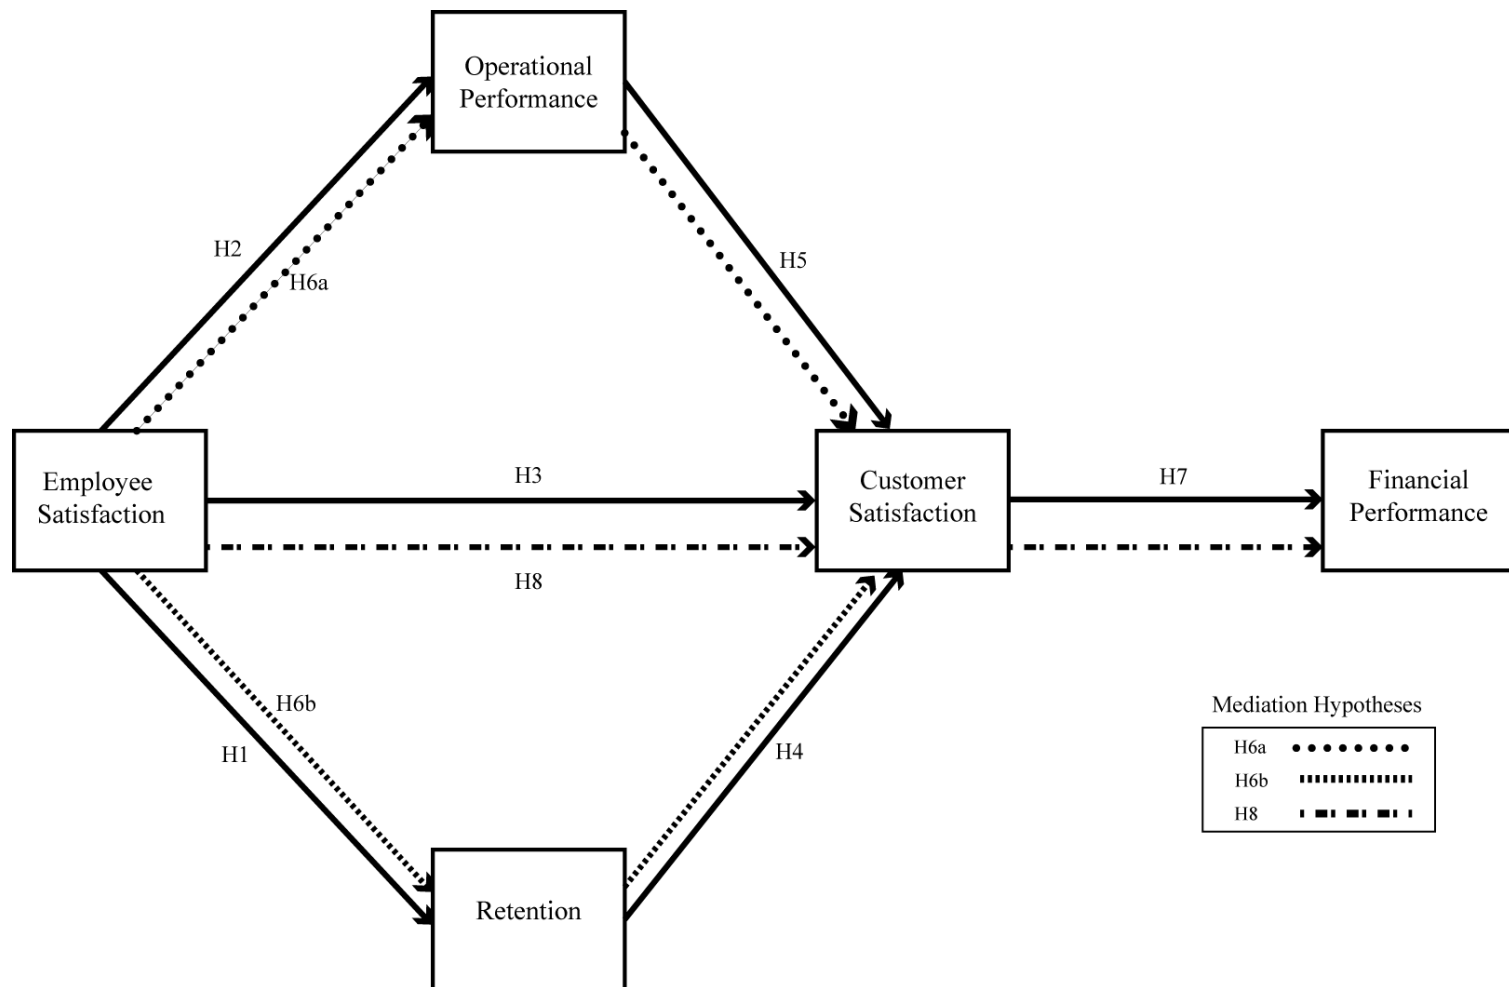 Operational
Performance
H2
H5
H6a
H3
H7
Employee
Satisfaction
Customer
Satisfaction
Financial
Performance
H8
H6b
H1
H4
Retention
Mediation Hypotheses
H6a
H6b
H8